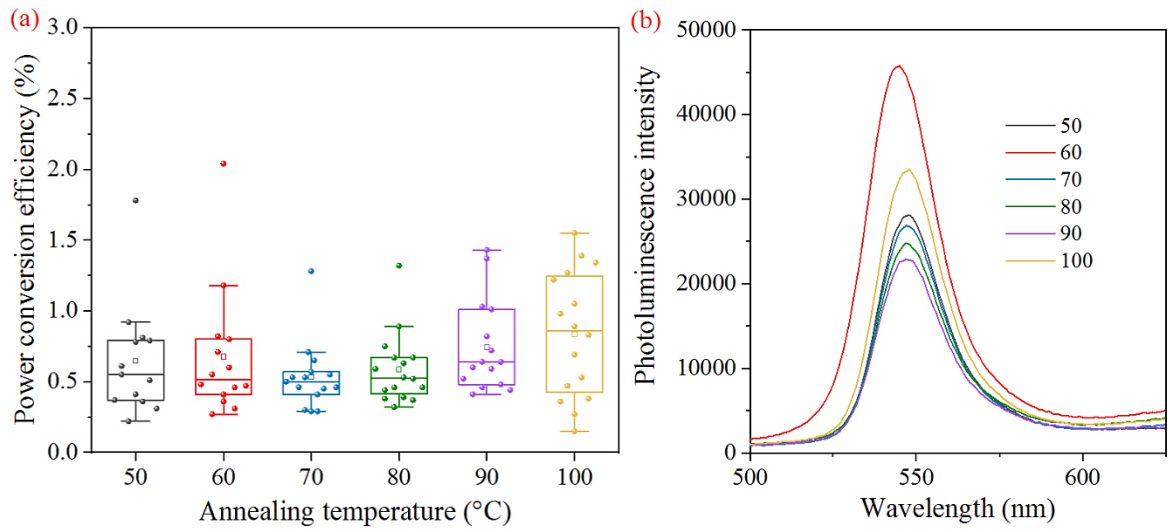 (a)
Power conversion efficiency (%)
3.0
2.5
2.0
1.5
1.0
0.5
0.0
50 60 70 80 90 100
Annealing temperature (°C)
(b)
Photoluminescence intensity
50000
40000
30000
20000
10000
0
50
60
70
80
90
100
500 550 600
Wavelength (nm)